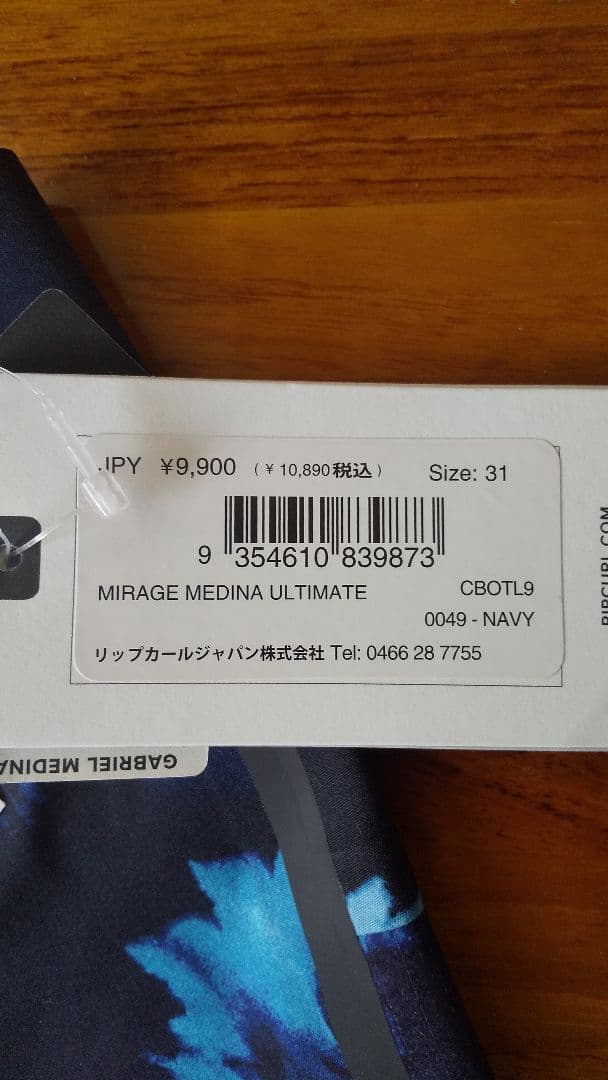 JPY ¥9,900 (¥10,890税込)
Size: 31
9 354610 839873
MIRAGE MEDINA ULTIMATE
CBOTL9
0049 - NAVY
リップカールジャパン株式会社 Tel: 0466 28 7755
RIPCURL.COM
GABRIEL MEDINA